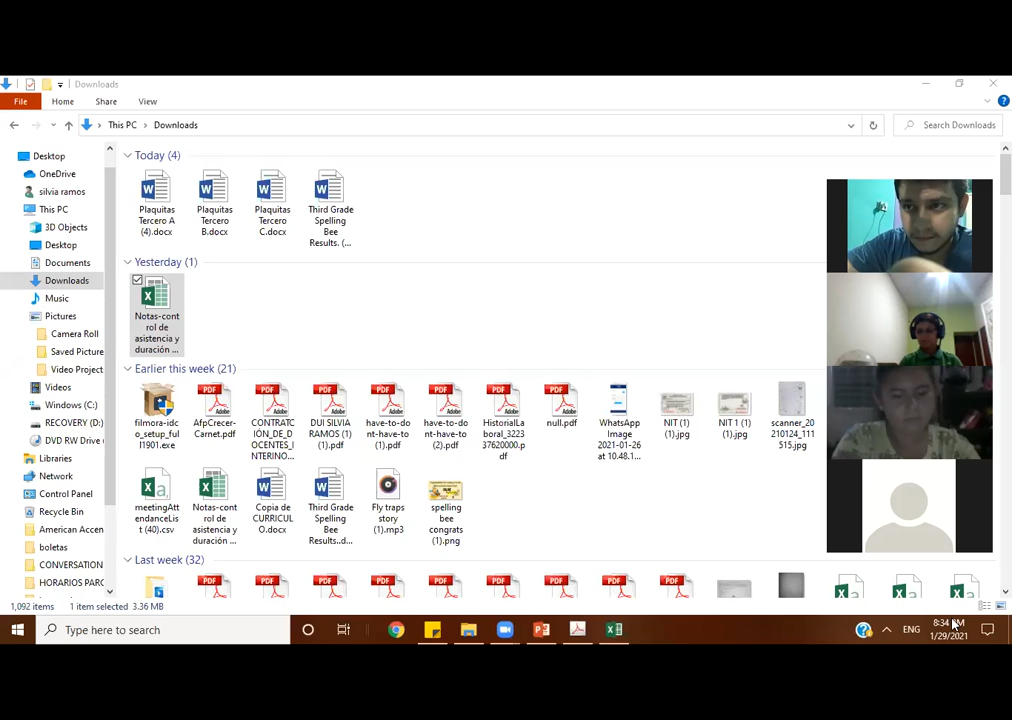 Downloads
File Home Share View
This PC Downloads Search Downloads
Desktop
OneDrive
silvia ramos
This PC
3D Objects
Desktop
Documents
Downloads
Music
Pictures
Camera Roll
Saved Picture
Video Project
Videos
Windows (C:)
RECOVERY (D:)
DVD RW Drive
Libraries
Network
Control Panel
Recycle Bin
American Accen
boletas
CONVERSATION
HORARIOS PARC
Today (4)
Plaquitas Tercero A (4).docx
Plaquitas Tercero B.docx
Plaquitas Tercero C.docx
Third Grade Spelling Bee Results. (...
Yesterday (1)
Notas-control de asistencia y duración ...
Earlier this week (21)
filmora-idco_setup_full1901.exe
AfpCrecer-Carnet.pdf
CONTRATCIÓN_DE_DOCENTES_INTERINO...
DUI SILVIA RAMOS (1) (1).pdf
have-to-dont-have-to (1).pdf
have-to-dont-have-to (2).pdf
HistorialLaboral_322337620000.pdf
null.pdf
WhatsApp Image 2021-01-26 at 10.48.1...
NIT (1) (1).jpg
NIT 1 (1) (1).jpg
scanner_20210124_111515.jpg
meetingAttendanceList (40).csv
Notas-control de asistencia y duración ...
Copia de CURRICULO.docx
Third Grade Spelling Bee Results..d...
Fly traps story (1).mp3
spelling bee congrats (1).png
Last week (32)
1,092 items 1 item selected 3.36 MB
Type here to search
ENG
8:34
1/29/2021